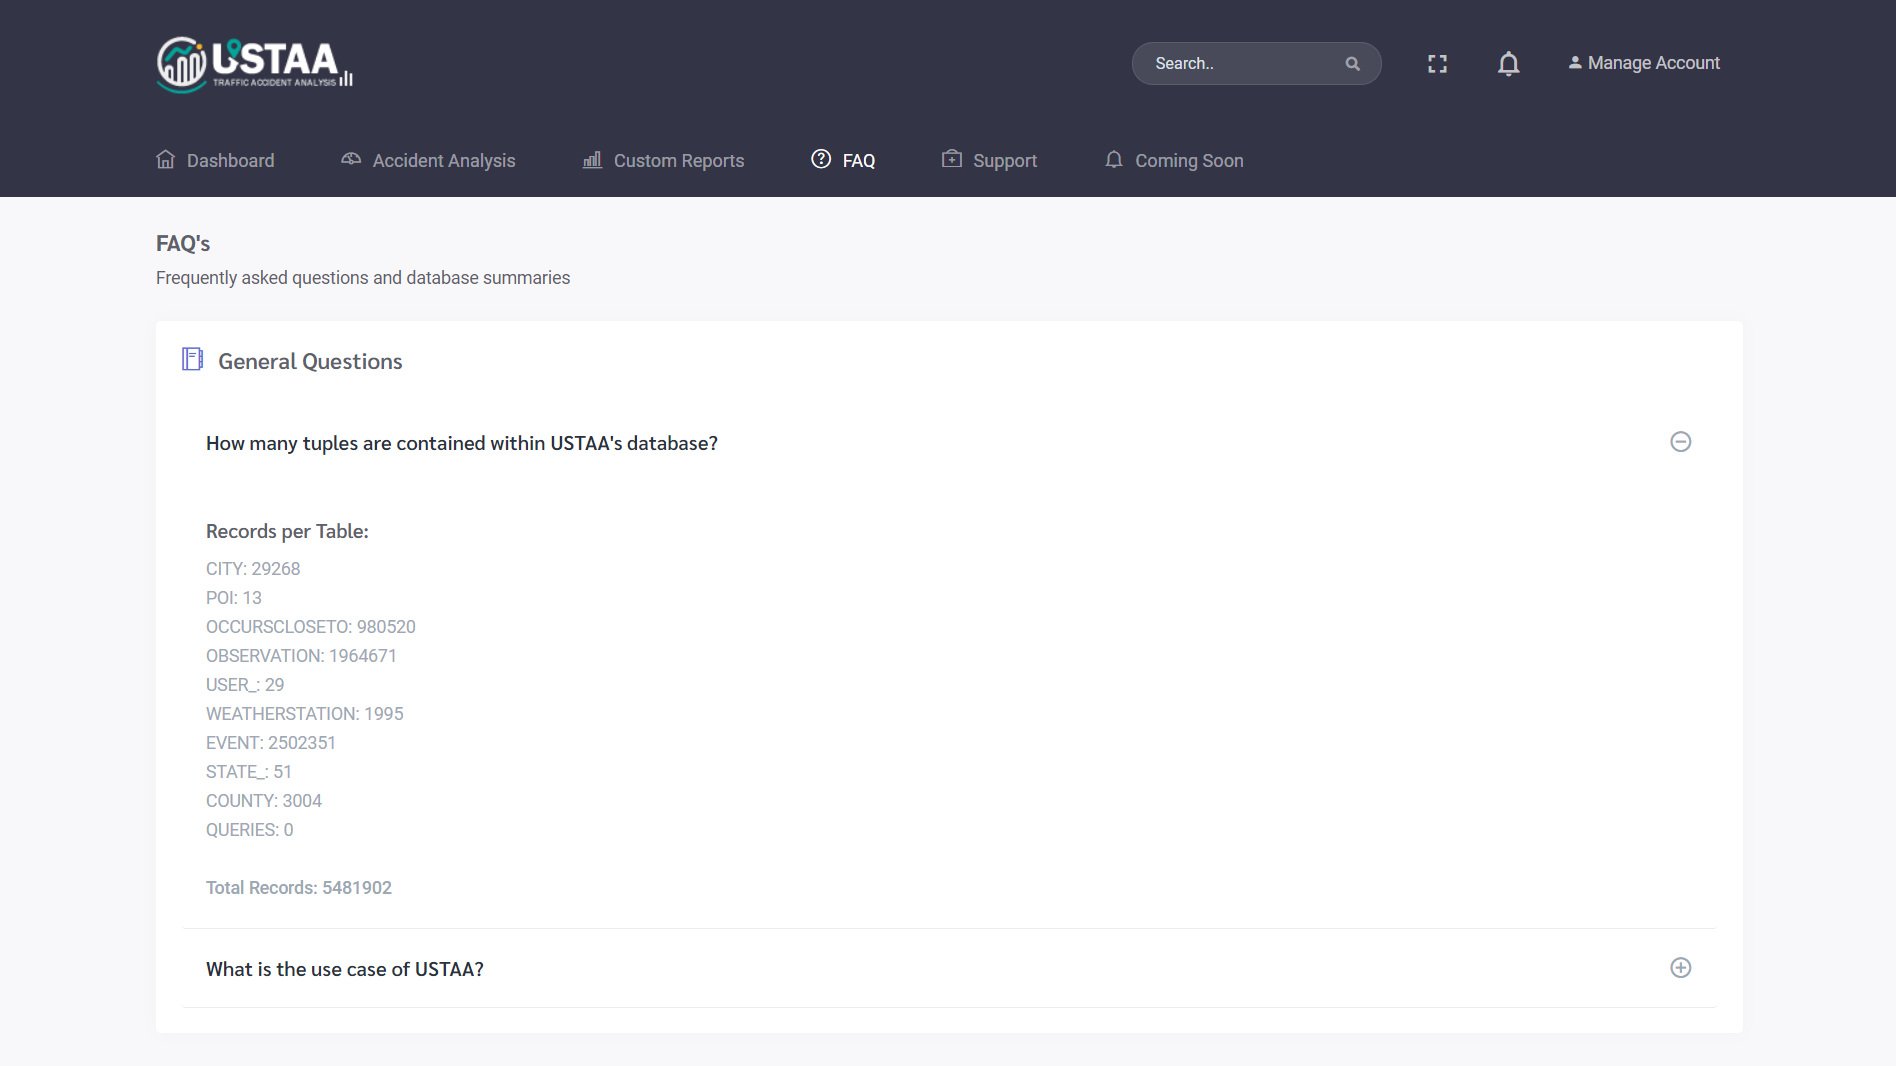 USTAA
TRAFFIC ACCIDENT ANALYSIS
Search..
Manage Account
Dashboard
Accident Analysis
Custom Reports
FAQ
Support
Coming Soon
FAQ's
Frequently asked questions and database summaries
General Questions
How many tuples are contained within USTAA's database?
Records per Table:
CITY: 29268
POI: 13
OCCURSCLOSETO: 980520
OBSERVATION: 1964671
USER_: 29
WEATHERSTATION: 1995
EVENT: 2502351
STATE_: 51
COUNTY: 3004
QUERIES: 0
Total Records: 5481902
What is the use case of USTAA?